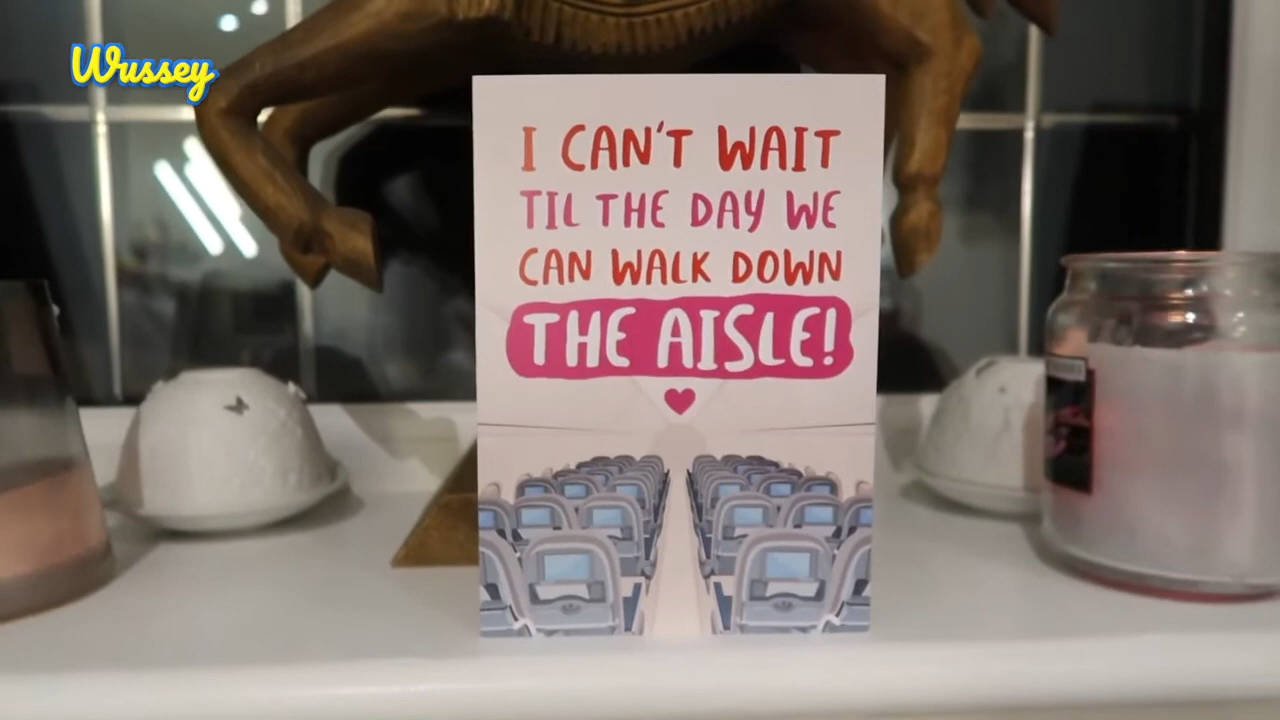 Wussey
I CAN'T WAIT
TIL THE DAY WE
CAN WALK DOWN
THE AISLE!